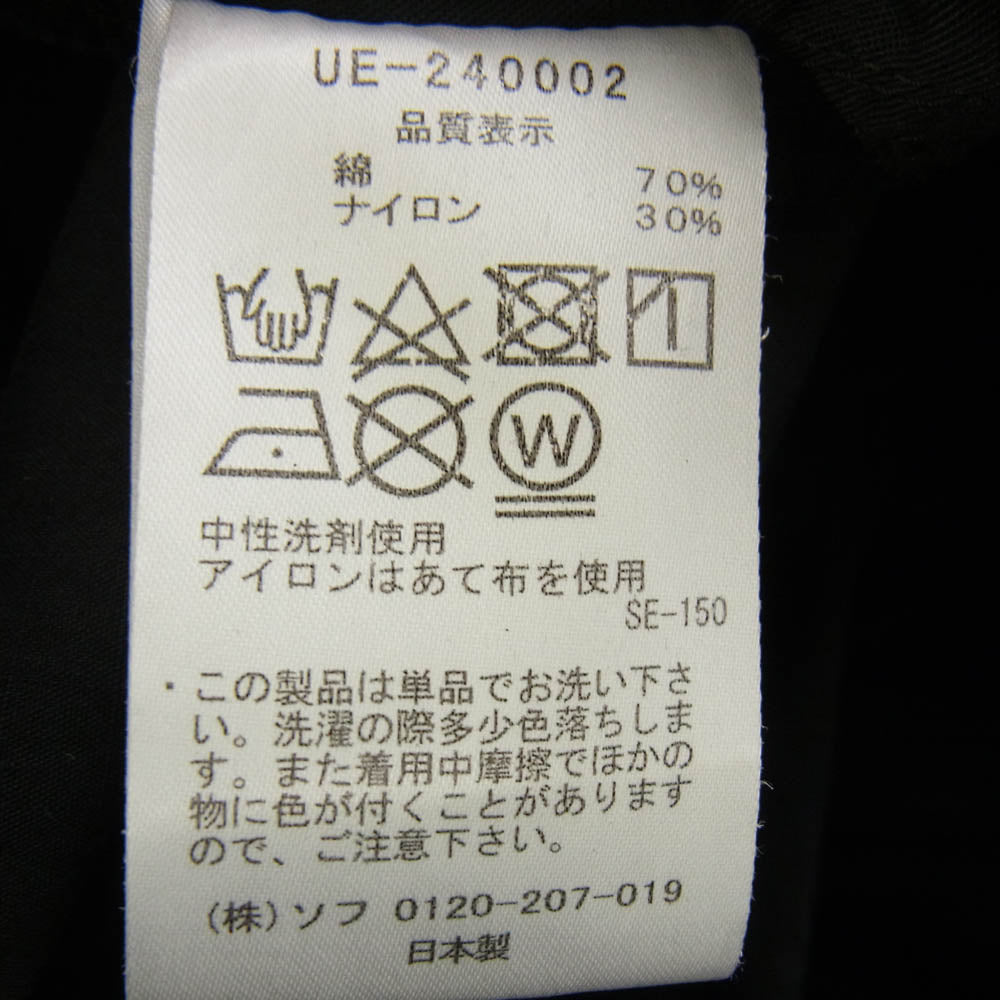 UE-240002
品質表示
綿 70%
ナイロン 30%
W
中性洗剤使用
アイロンはあて布を使用
SE-150
・この製品は単品でお洗い下さ
い。洗濯の際多少色落ちしま
す。また着用中摩擦でほかの
物に色が付くことがあります
ので、ご注意下さい。
(株)ソフ 0120-207-019
日本製